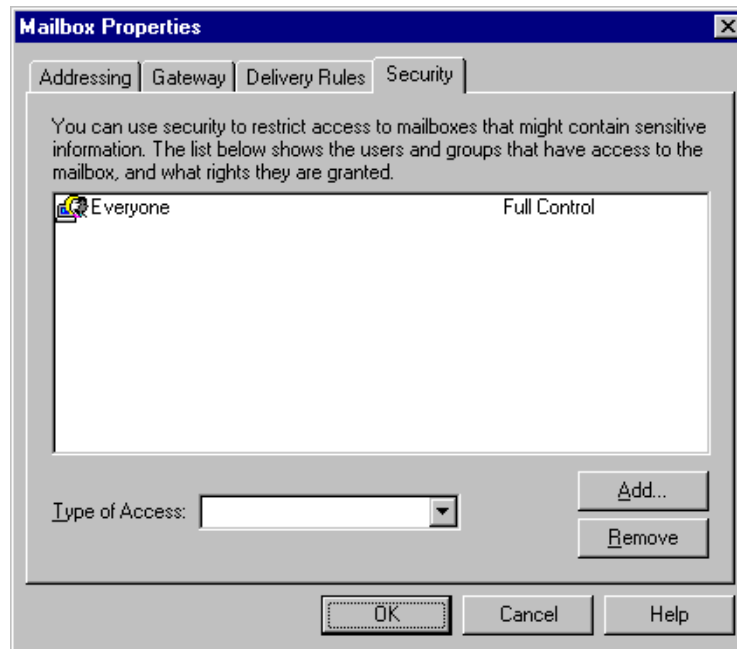 Mailbox Properties
Addressing Gateway Delivery Rules Security
You can use security to restrict access to mailboxes that might contain sensitive
information. The list below shows the users and groups that have access to the
mailbox, and what rights they are granted.
Everyone Full Control
Type of Access:
Add...
Remove
OK Cancel Help